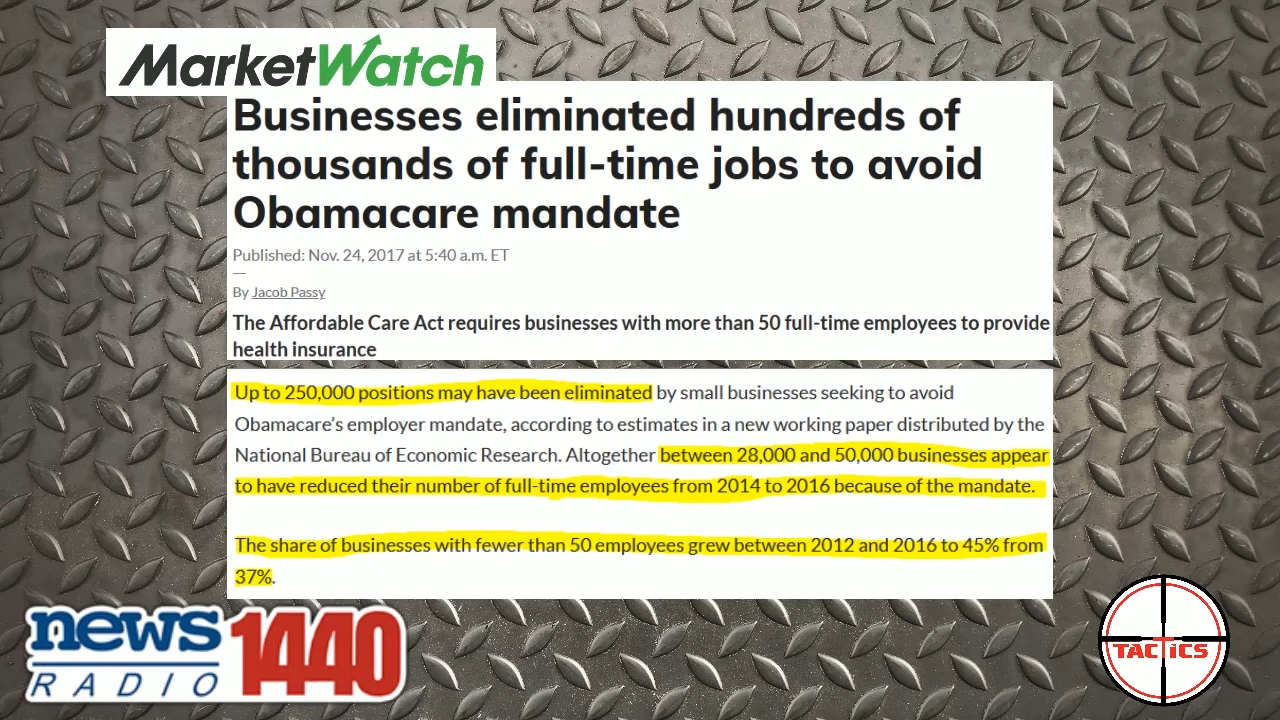 MarketWatch
Businesses eliminated hundreds of
thousands of full-time jobs to avoid
Obamacare mandate
Published: Nov. 24, 2017 at 5:40 a.m. ET
—
By Jacob Passy
The Affordable Care Act requires businesses with more than 50 full-time employees to provide
health insurance
Up to 250,000 positions may have been eliminated by small businesses seeking to avoid
Obamacare’s employer mandate, according to estimates in a new working paper distributed by the
National Bureau of Economic Research. Altogether between 28,000 and 50,000 businesses appear
to have reduced their number of full-time employees from 2014 to 2016 because of the mandate.
The share of businesses with fewer than 50 employees grew between 2012 and 2016 to 45% from
37%.
news 1440
RADIO
TACTICS